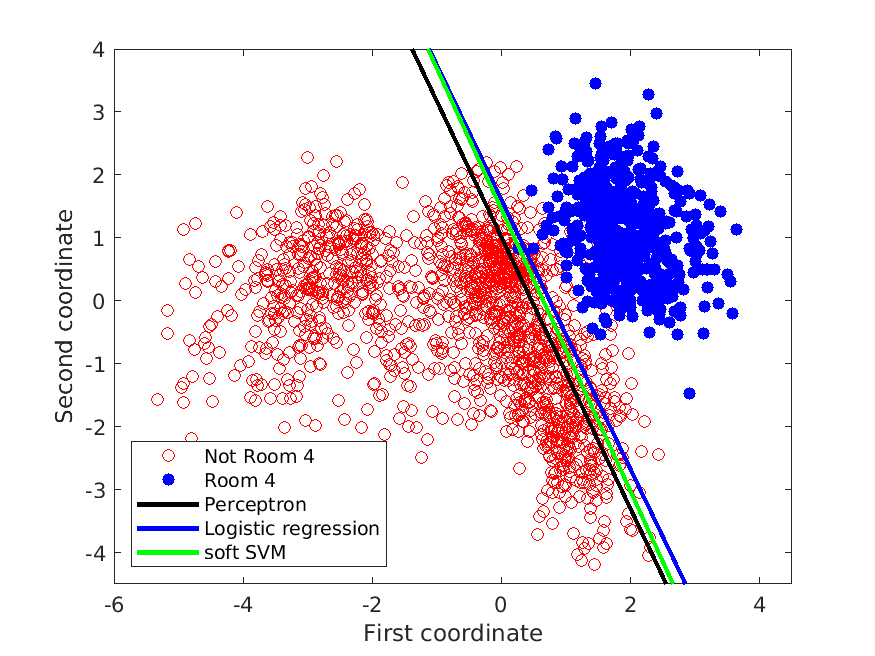 4
3
2
1
0
-1
-2
-3
-4
Second coordinate
Not Room 4
Room 4
Perceptron
Logistic regression
soft SVM
-6 -4 -2 0 2 4
First coordinate